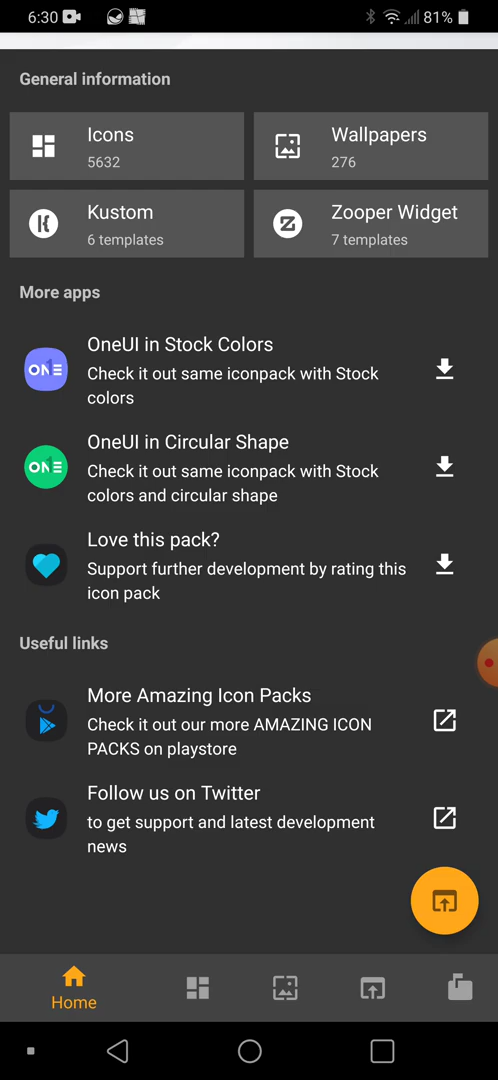 6:30
81%
General information
Icons
5632
Wallpapers
276
Kustom
6 templates
Zooper Widget
7 templates
More apps
ONE
OneUI in Stock Colors
Check it out same iconpack with Stock
colors
ONE
OneUI in Circular Shape
Check it out same iconpack with Stock
colors and circular shape
Love this pack?
Support further development by rating this
icon pack
Useful links
More Amazing Icon Packs
Check it out our more AMAZING ICON
PACKS on playstore
Follow us on Twitter
to get support and latest development
news
Home